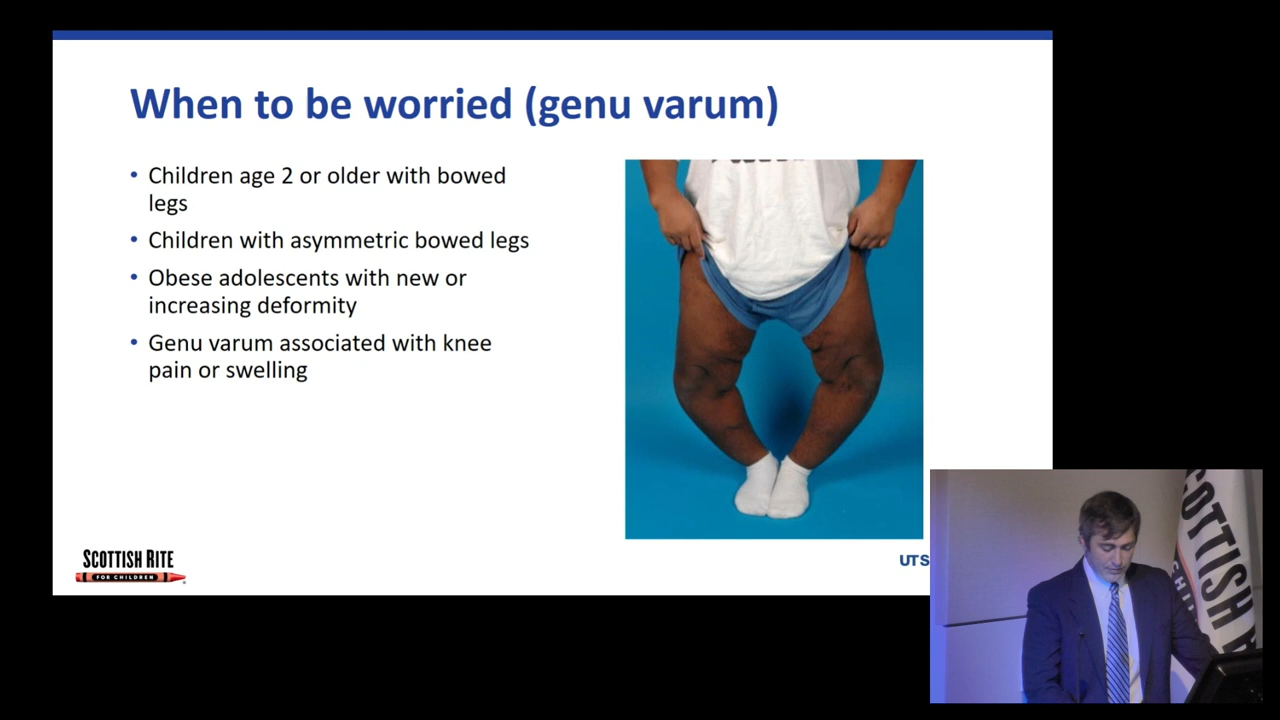 When to be worried (genu varum)
• Children age 2 or older with bowed
legs
• Children with asymmetric bowed legs
• Obese adolescents with new or
increasing deformity
• Genu varum associated with knee
pain or swelling
SCOTTISH RITE
FOR CHILDREN
UTS
SCOTTISH R